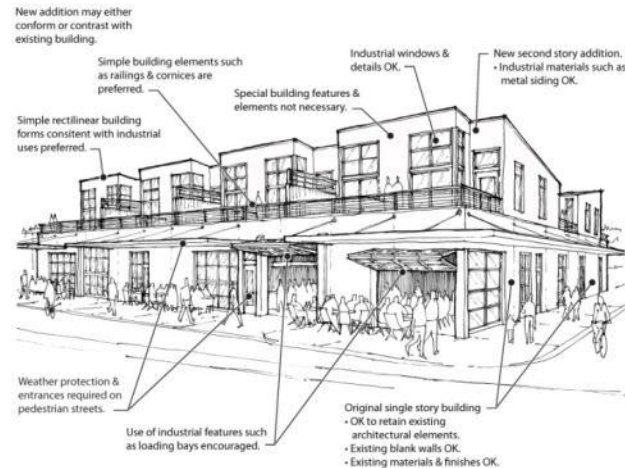 New addition may either
conform or contrast with
existing building.
Simple building elements such
as railings & cornices are
preferred.
Industrial windows &
details OK.
New second story addition.
• Industrial materials such as
metal siding OK.
Special building features &
elements not necessary.
Simple rectilinear building
forms consitent with industrial
uses preferred.
Weather protection &
entrances required on
pedestrian streets.
Use of industrial features such
as loading bays encouraged.
Original single story building
• OK to retain existing
architectural elements.
• Existing blank walls OK.
• Existing materials & finishes OK.